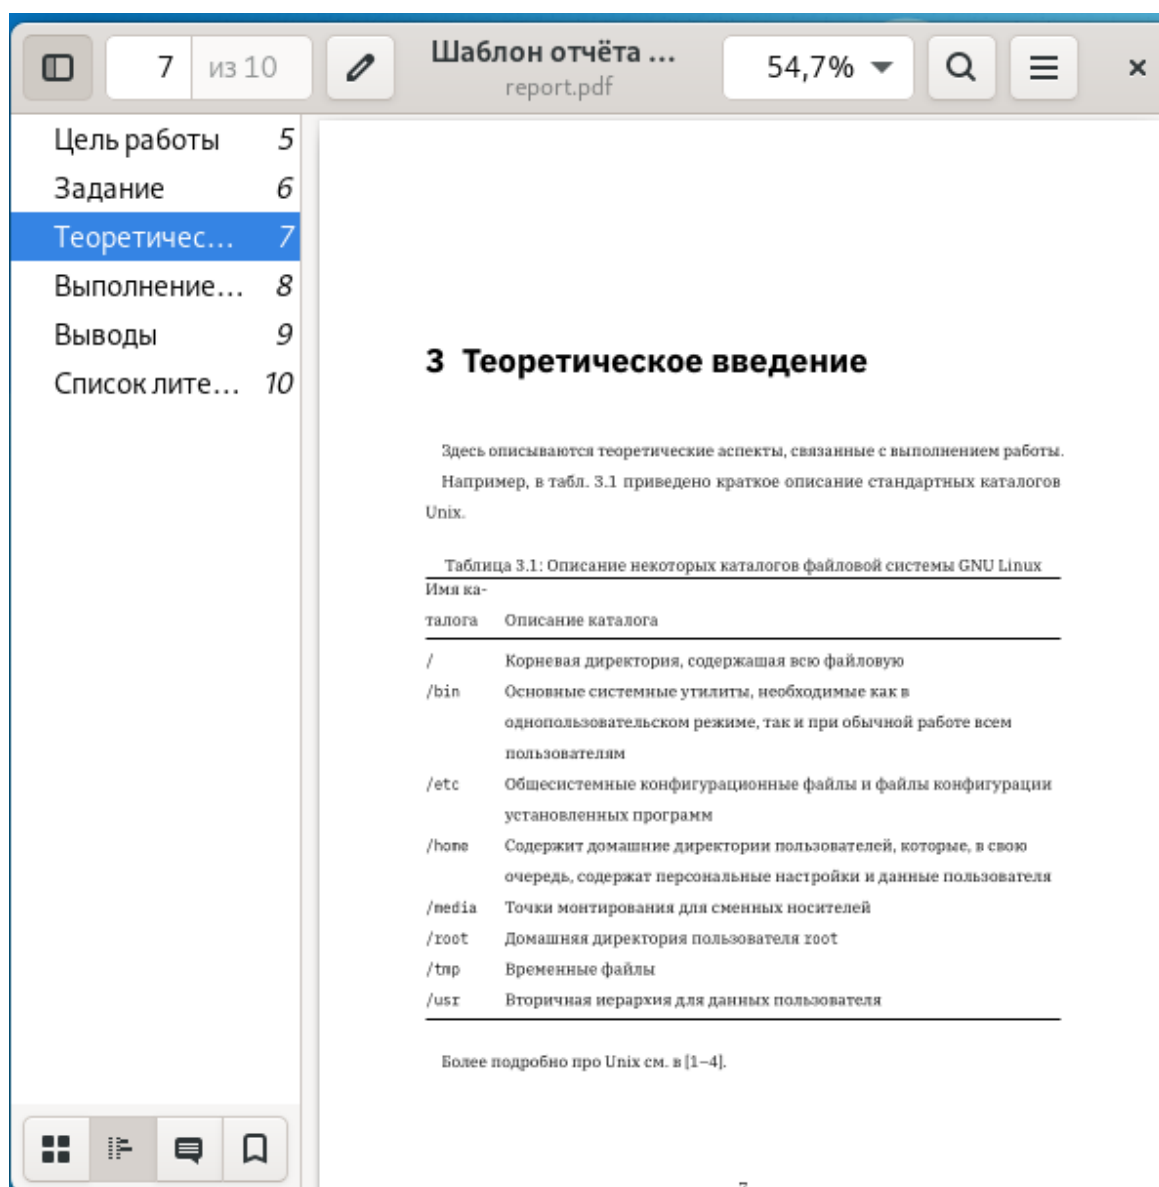 7 из 10
Шаблон отчёта ...
report.pdf
54,7%
Цель работы 5
Задание 6
Теоретичес... 7
Выполнение... 8
Выводы 9
Список лите... 10
3 Теоретическое введение
Здесь описываются теоретические аспекты, связанные с выполнением работы.
Например, в табл. 3.1 приведено краткое описание стандартных каталогов
Unix.
Таблица 3.1: Описание некоторых каталогов файловой системы GNU Linux
Имя ка-
талога Описание каталога
/ Корневая директория, содержащая всю файловую
/bin Основные системные утилиты, необходимые как в
однопользовательском режиме, так и при обычной работе всем
пользователям
/etc Общесистемные конфигурационные файлы и файлы конфигурации
установленных программ
/home Содержит домашние директории пользователей, которые, в свою
очередь, содержат персональные настройки и данные пользователя
/media Точки монтирования для сменных носителей
/root Домашняя директория пользователя root
/tmp Временные файлы
/usr Вторичная иерархия для данных пользователя
Более подробно про Unix см. в [1–4].